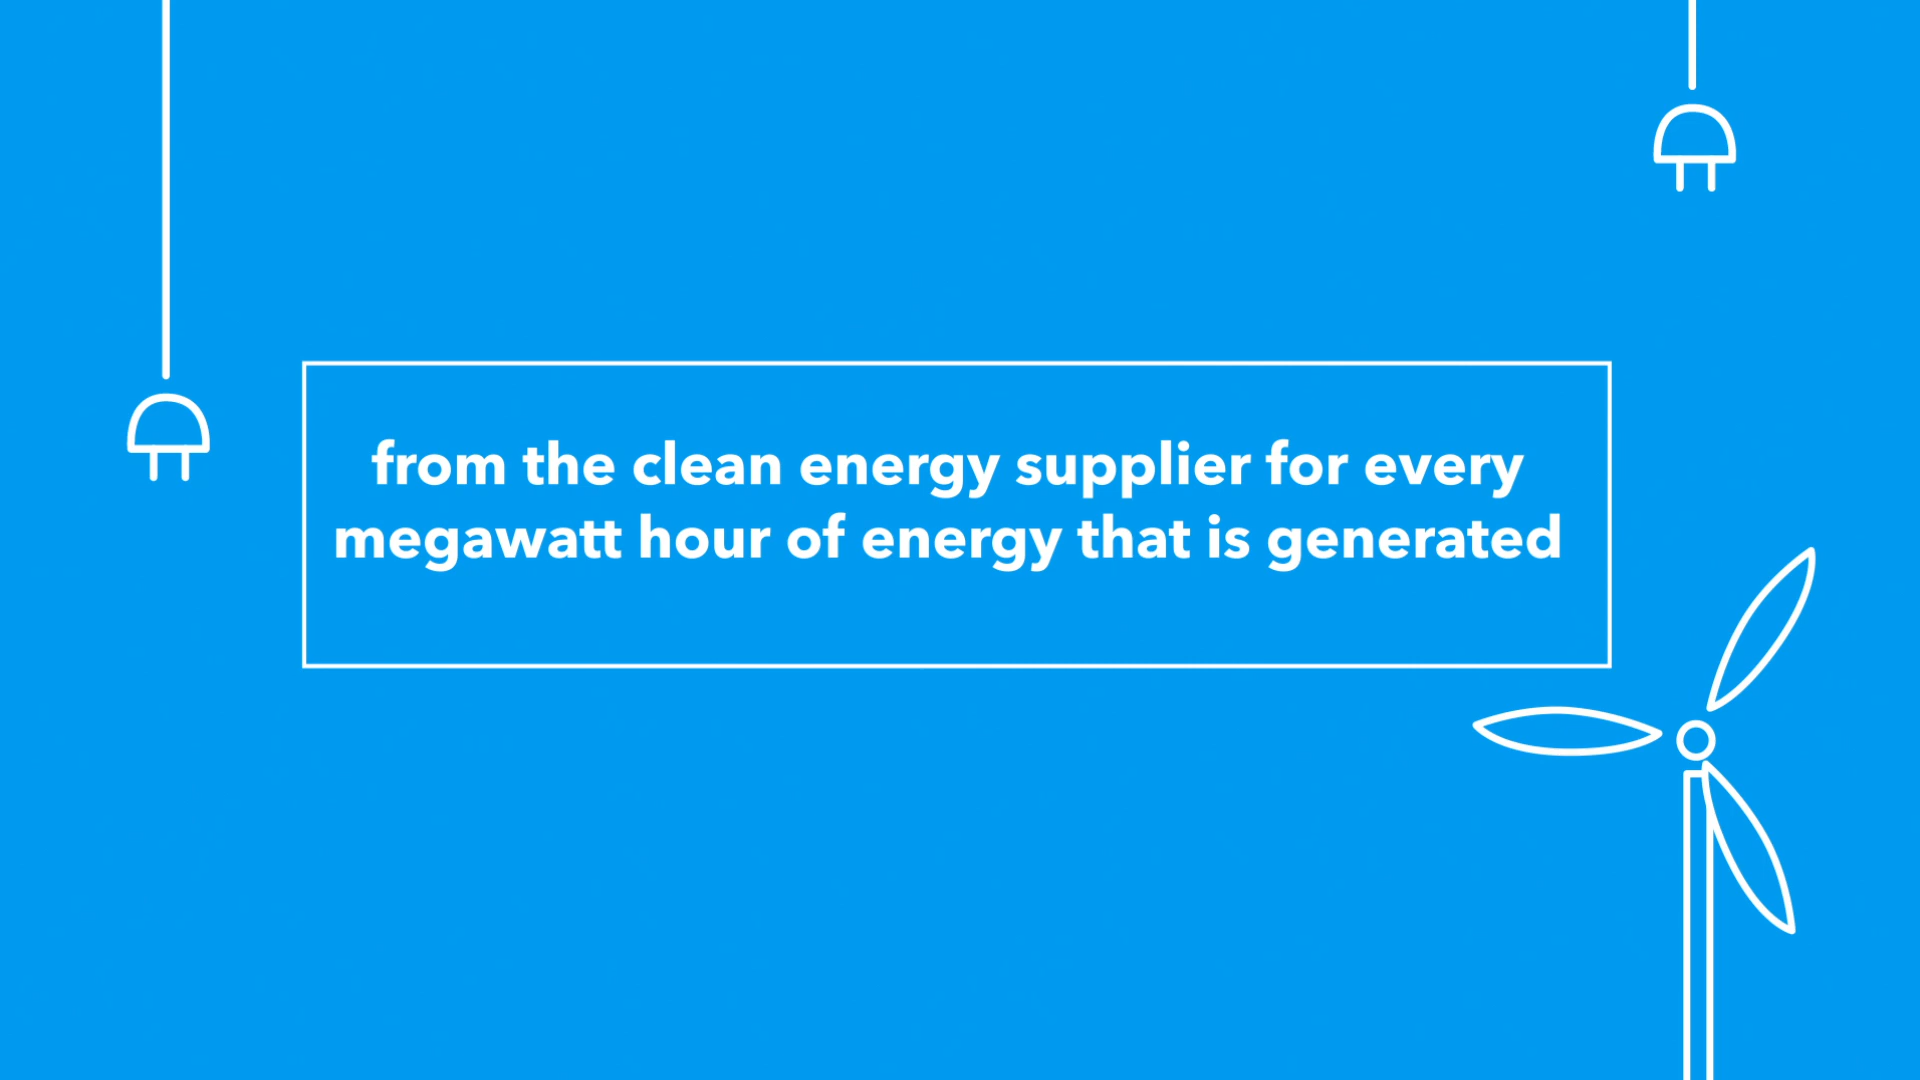 from the clean energy supplier for every
megawatt hour of energy that is generated